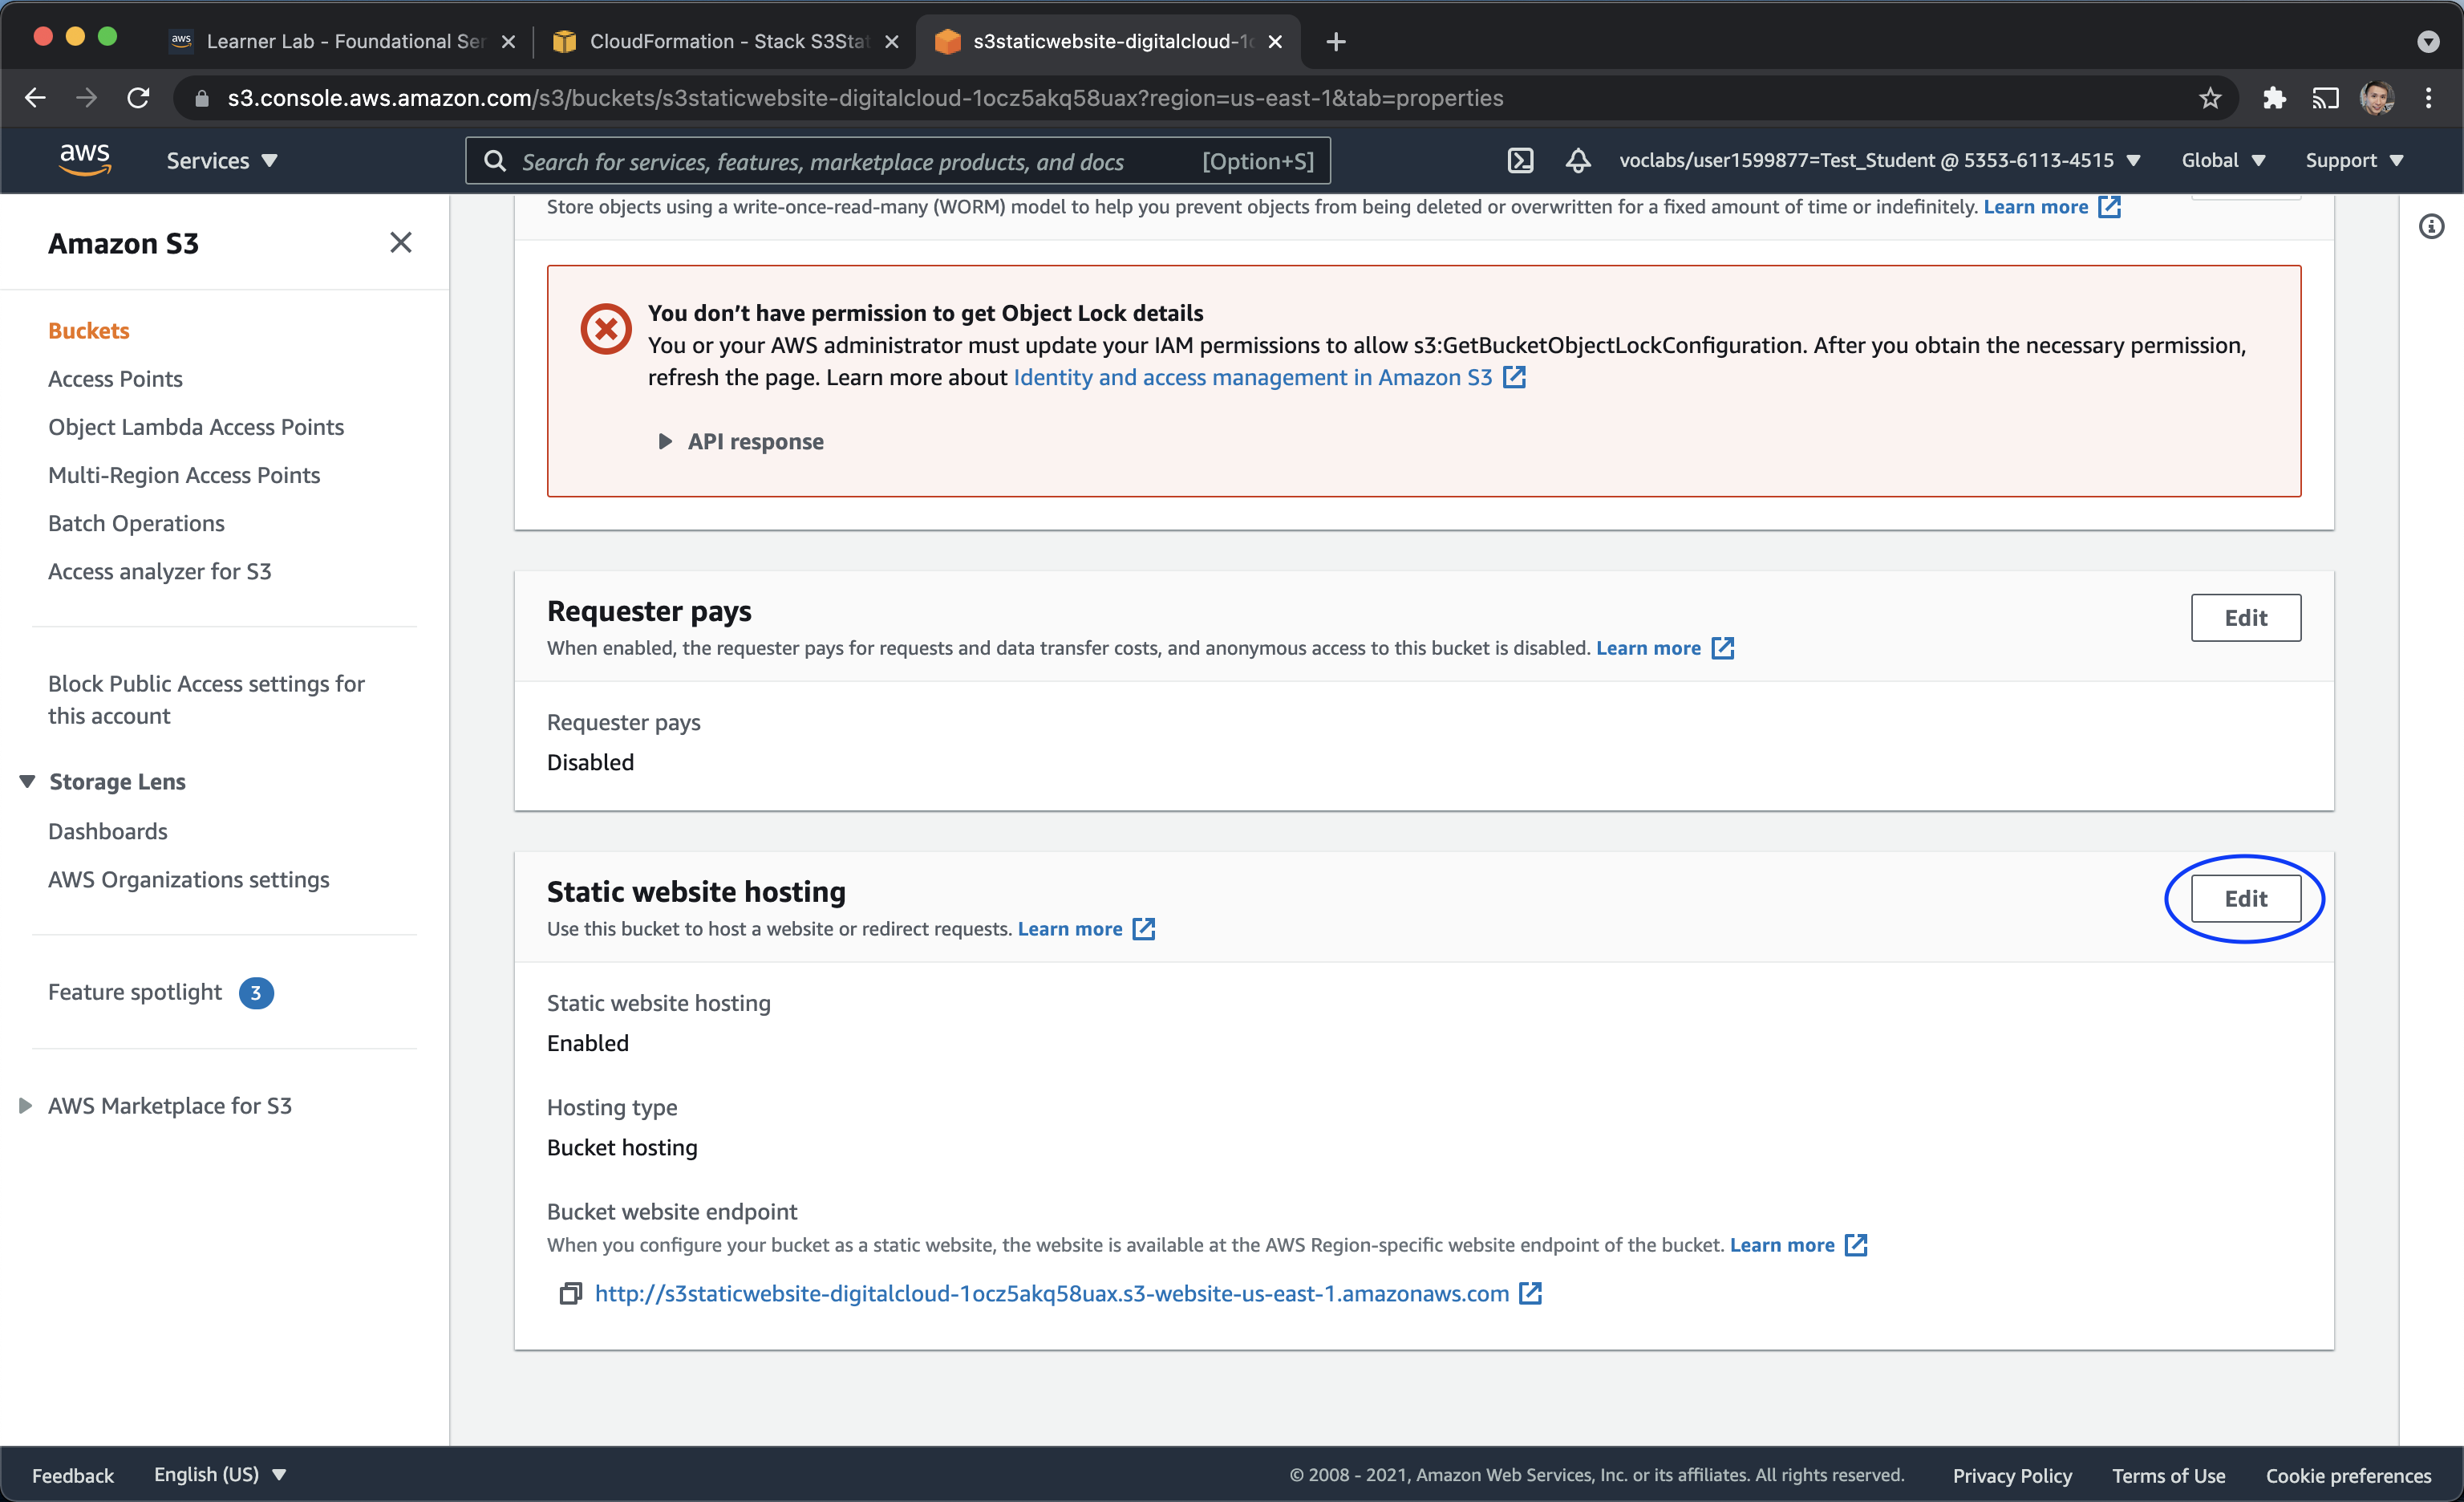 aws Learner Lab - Foundational Ser
CloudFormation - Stack S3Stat
s3staticwebsite-digitalcloud-1o
s3.console.aws.amazon.com/s3/buckets/s3staticwebsite-digitalcloud-1ocz5akq58uax?region=us-east-1&tab=properties
aws
Services
Search for services, features, marketplace products, and docs [Option+S]
voclabs/user1599877=Test_Student @ 5353-6113-4515
Global
Support
Amazon S3
Buckets
Access Points
Object Lambda Access Points
Multi-Region Access Points
Batch Operations
Access analyzer for S3
Block Public Access settings for
this account
Storage Lens
Dashboards
AWS Organizations settings
Feature spotlight 3
AWS Marketplace for S3
Store objects using a write-once-read-many (WORM) model to help you prevent objects from being deleted or overwritten for a fixed amount of time or indefinitely. Learn more
You don’t have permission to get Object Lock details
You or your AWS administrator must update your IAM permissions to allow s3:GetBucketObjectLockConfiguration. After you obtain the necessary permission,
refresh the page. Learn more about Identity and access management in Amazon S3
API response
Requester pays
Edit
When enabled, the requester pays for requests and data transfer costs, and anonymous access to this bucket is disabled. Learn more
Requester pays
Disabled
Static website hosting
Edit
Use this bucket to host a website or redirect requests. Learn more
Static website hosting
Enabled
Hosting type
Bucket hosting
Bucket website endpoint
When you configure your bucket as a static website, the website is available at the AWS Region-specific website endpoint of the bucket. Learn more
http://s3staticwebsite-digitalcloud-1ocz5akq58uax.s3-website-us-east-1.amazonaws.com
Feedback
English (US)
© 2008 - 2021, Amazon Web Services, Inc. or its affiliates. All rights reserved.
Privacy Policy
Terms of Use
Cookie preferences